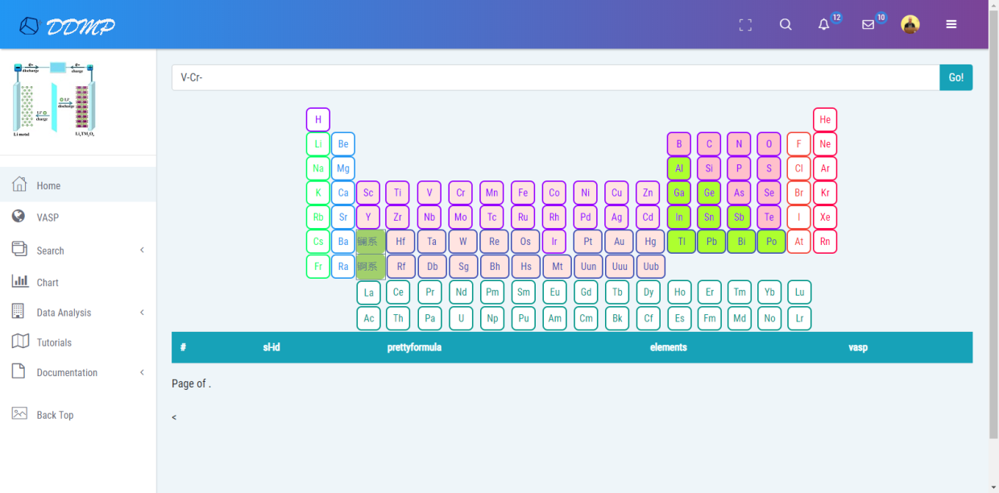 DDMP
12
10
e- e-
discharge charge
Li+
discharge
Li+
charge
Li metal LixTMyOz
V-Cr-
Go!
Home
VASP
Search
Chart
Data Analysis
Tutorials
Documentation
Back Top
H He
Li Be B C N O F Ne
Na Mg Al Si P S Cl Ar
K Ca Sc Ti V Cr Mn Fe Co Ni Cu Zn Ga Ge As Se Br Kr
Rb Sr Y Zr Nb Mo Tc Ru Rh Pd Ag Cd In Sn Sb Te I Xe
Cs Ba 镧系 Hf Ta W Re Os Ir Pt Au Hg Tl Pb Bi Po At Rn
Fr Ra 锕系 Rf Db Sg Bh Hs Mt Uun Uuu Uub
La Ce Pr Nd Pm Sm Eu Gd Tb Dy Ho Er Tm Yb Lu
Ac Th Pa U Np Pu Am Cm Bk Cf Es Fm Md No Lr
# sl-id prettyformula elements vasp
Page of .
<